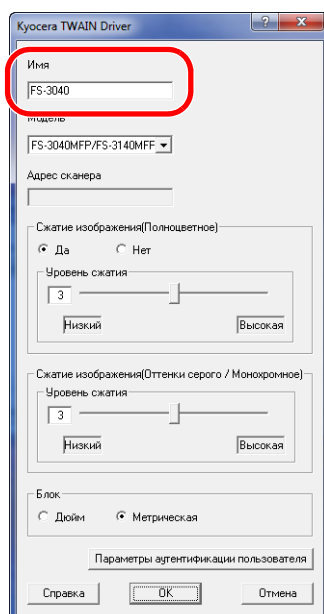 Kyocera TWAIN Driver
Имя
FS-3040
Модель
FS-3040MFP/FS-3140MFF
Адрес сканера
Сжатие изображения(Полноцветное)
Да Нет
Уровень сжатия
3
Низкий Высокая
Сжатие изображения(Оттенки серого / Монохромное)
Уровень сжатия
3
Низкий Высокая
Блок
Дюйм Метрическая
Параметры аутентификации пользователя
Справка OK Отмена